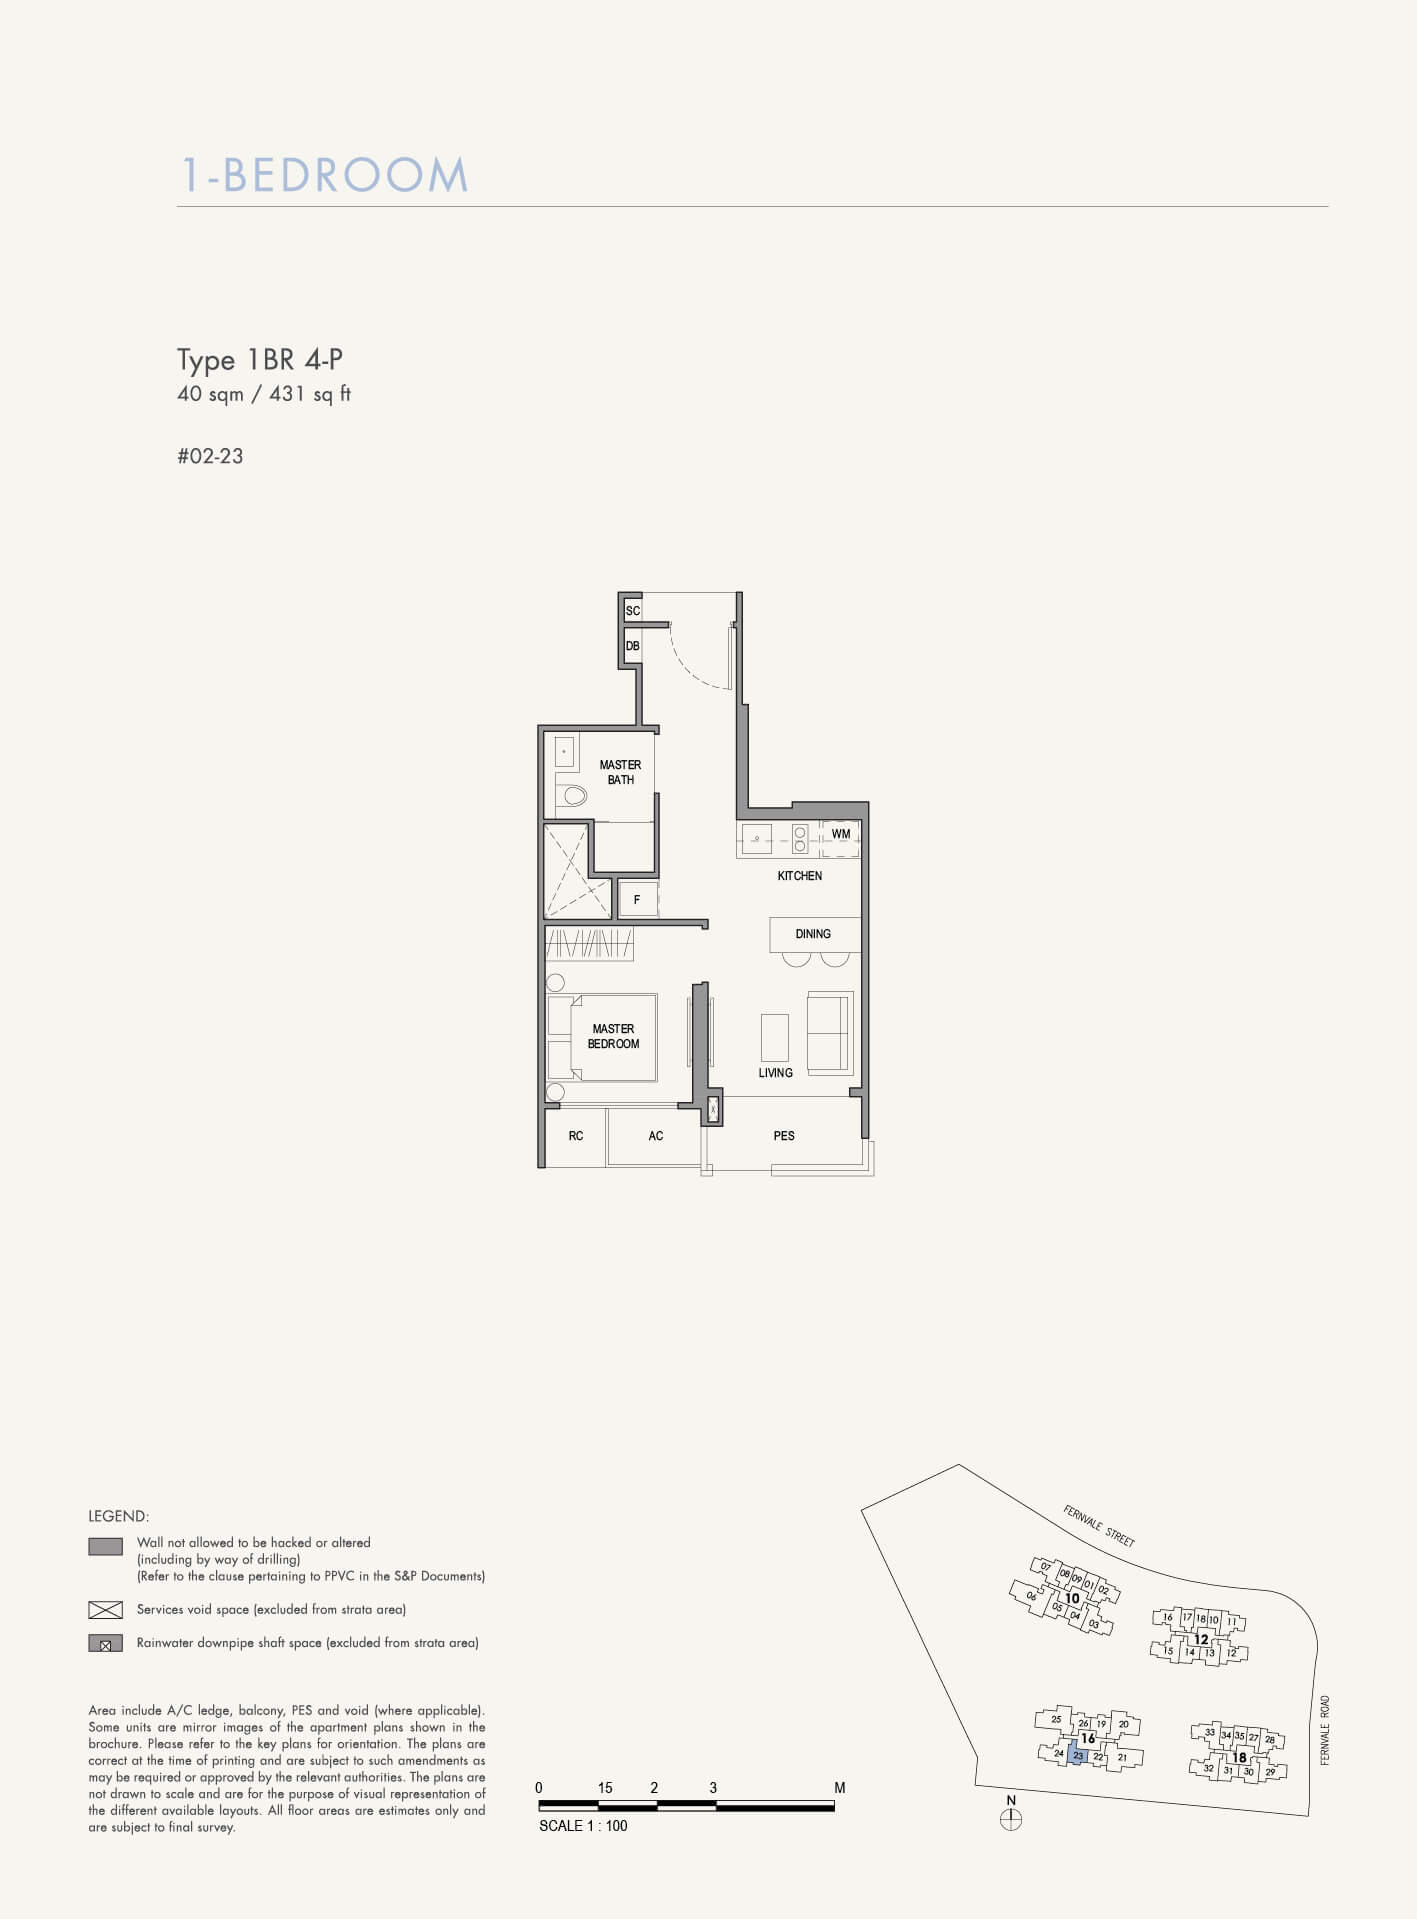 1-BEDROOM
Type 1BR 4-P
40 sqm / 431 sq ft
#02-23
SC
DB
MASTER
BATH
WM
KITCHEN
F
DINING
MASTER
BEDROOM
LIVING
RC
AC
PES
LEGEND:
Wall not allowed to be hacked or altered
(including by way of drilling)
(Refer to the clause pertaining to PPVC in the S&P Documents)
Services void space (excluded from strata area)
Rainwater downpipe shaft space (excluded from strata area)
Area include A/C ledge, balcony, PES and void (where applicable).
Some units are mirror images of the apartment plans shown in the
brochure. Please refer to the key plans for orientation. The plans are
correct at the time of printing and are subject to such amendments as
may be required or approved by the relevant authorities. The plans are
not drawn to scale and are for the purpose of visual representation of
the different available layouts. All floor areas are estimates only and
are subject to final survey.
0 15 2 3 M
SCALE 1 : 100
FERNVALE STREET
07 08 09 01 02
10
06 05 04 03
16 17 18 10 11
12
15 14 13 12
25 26 19 20
16
24 23 22 21
33 34 35 27 28
18
32 31 30 29
FERNVALE ROAD
N